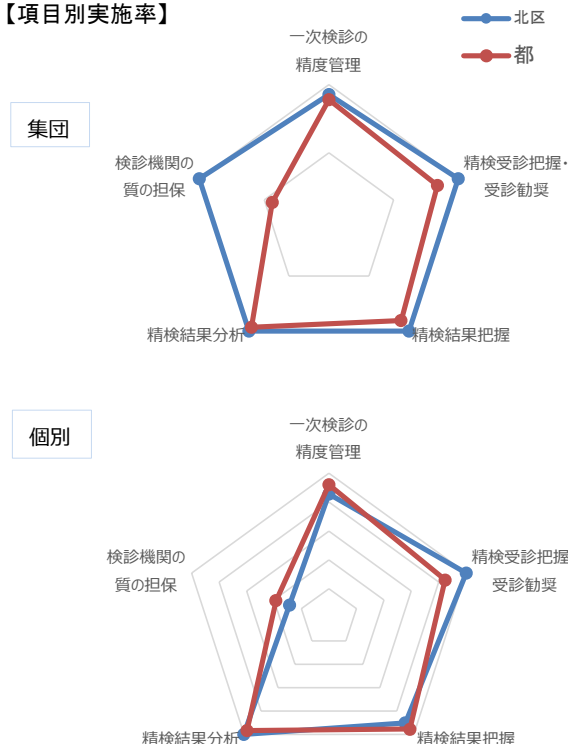 【項目別実施率】
北区
都
集団
一次検診の
精度管理
精検受診把握・
受診勧奨
精検結果把握
精検結果分析
検診機関の
質の担保
個別
一次検診の
精度管理
精検受診把握
受診勧奨
精検結果把握
精検結果分析
検診機関の
質の担保